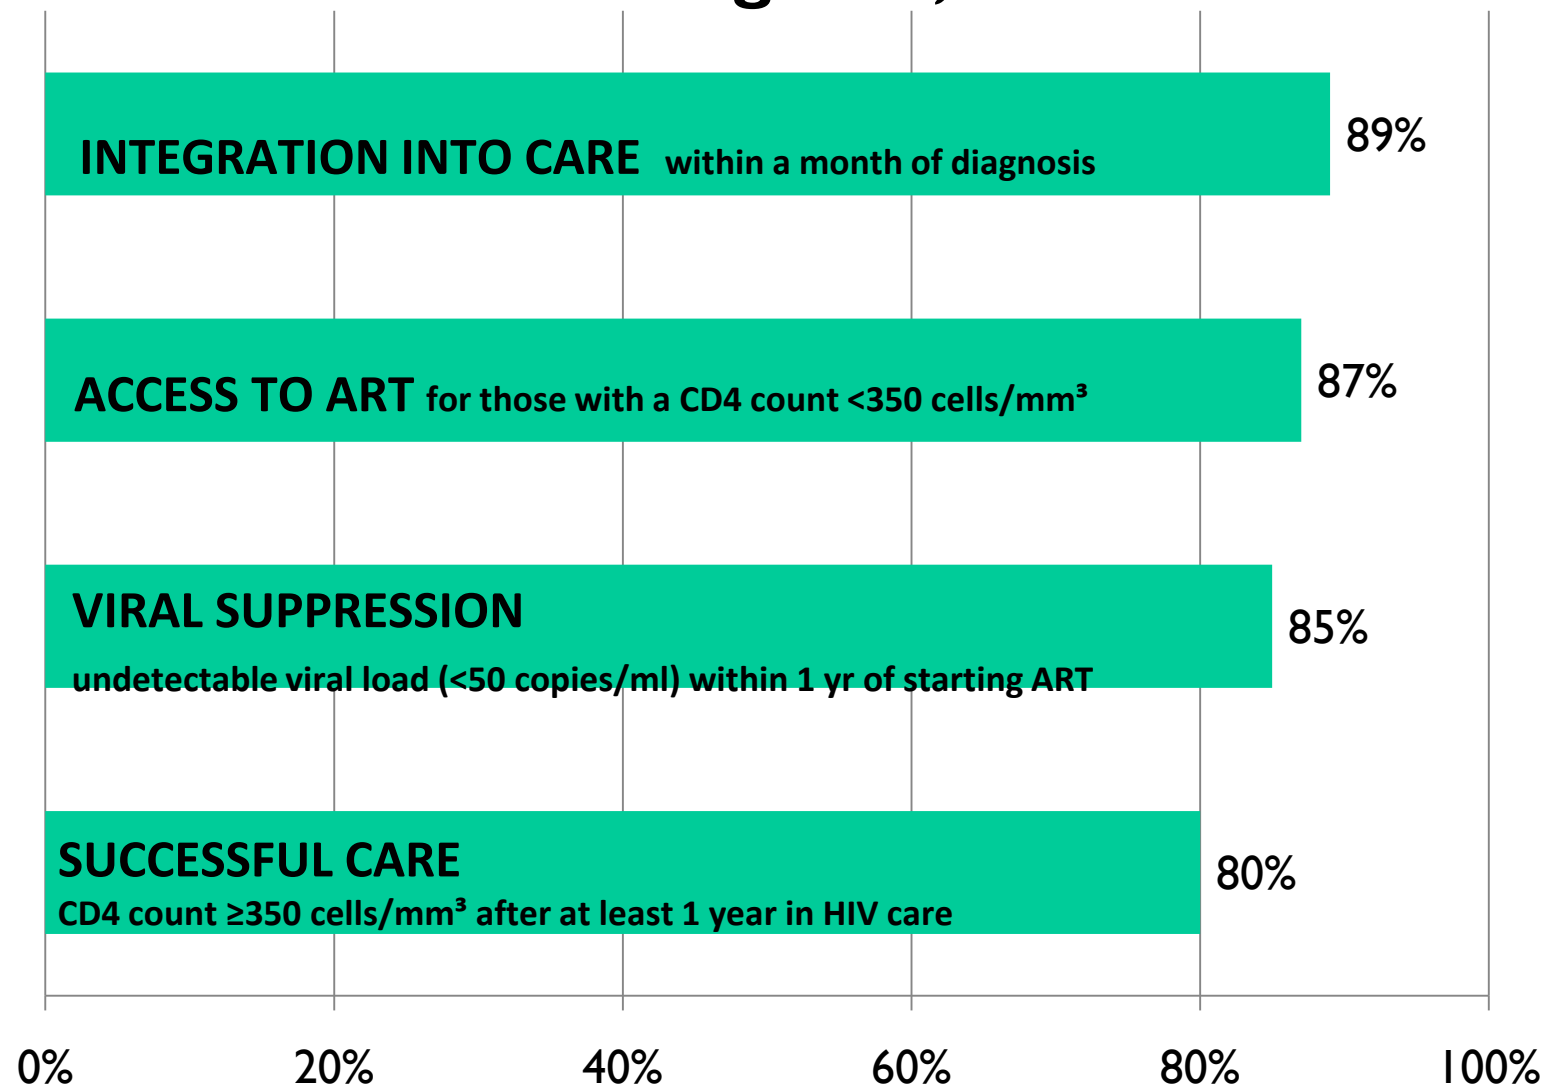 INTEGRATION INTO CARE within a month of diagnosis
89%
ACCESS TO ART for those with a CD4 count <350 cells/mm³
87%
VIRAL SUPPRESSION
undetectable viral load (<50 copies/ml) within 1 yr of starting ART
85%
SUCCESSFUL CARE
CD4 count ≥350 cells/mm³ after at least 1 year in HIV care
80%
0% 20% 40% 60% 80% 100%